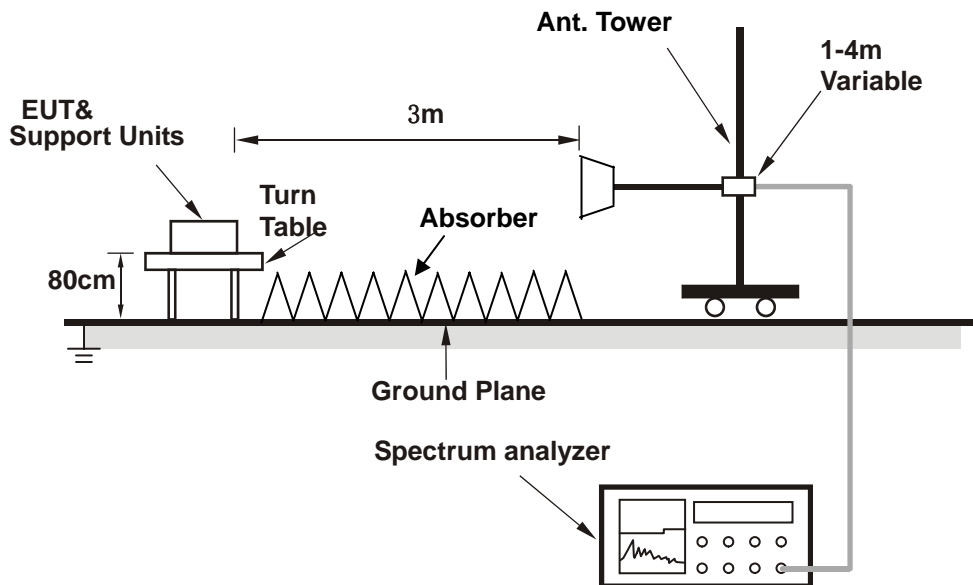 Ant. Tower
1-4m
Variable
3m
EUT&
Support Units
Turn
Table
Absorber
80cm
Ground Plane
Spectrum analyzer